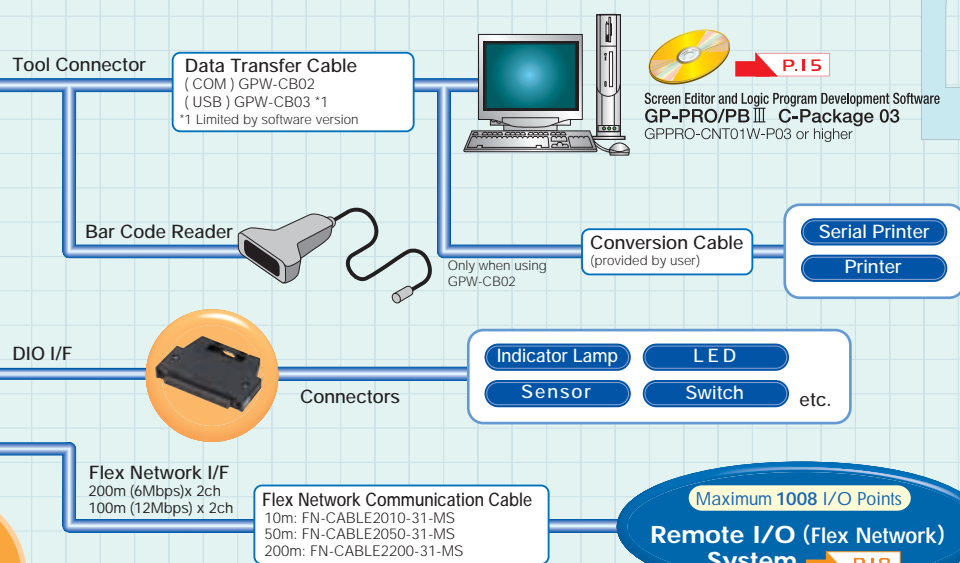 Tool Connector
Data Transfer Cable
( COM ) GPW-CB02
( USB ) GPW-CB03 *1
*1 Limited by software version
P.15
Screen Editor and Logic Program Development Software
GP-PRO/PBⅢ C-Package 03
GPPRO-CNT01W-P03 or higher
Bar Code Reader
Only when using
GPW-CB02
Conversion Cable
(provided by user)
Serial Printer
Printer
DIO I/F
Connectors
Indicator Lamp
LED
Sensor
Switch
etc.
Flex Network I/F
200m (6Mbps)x 2ch
100m (12Mbps) x 2ch
Flex Network Communication Cable
10m: FN-CABLE2010-31-MS
50m: FN-CABLE2050-31-MS
200m: FN-CABLE2200-31-MS
Maximum 1008 I/O Points
Remote I/O (Flex Network)
System P.18